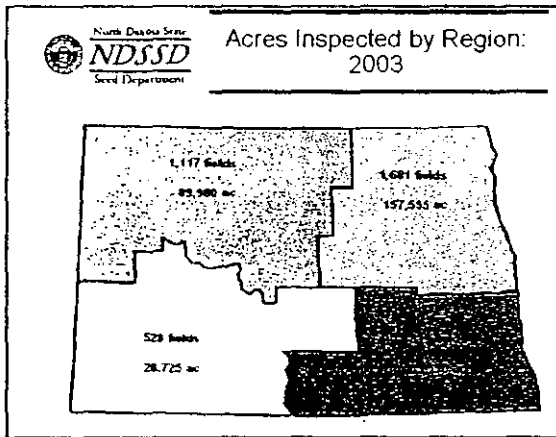 North Dakota State
NDSSD
Seed Department
Acres Inspected by Region:
2003
1,117 fields
89,980 ac
1,681 fields
157,535 ac
528 fields
28,725 ac